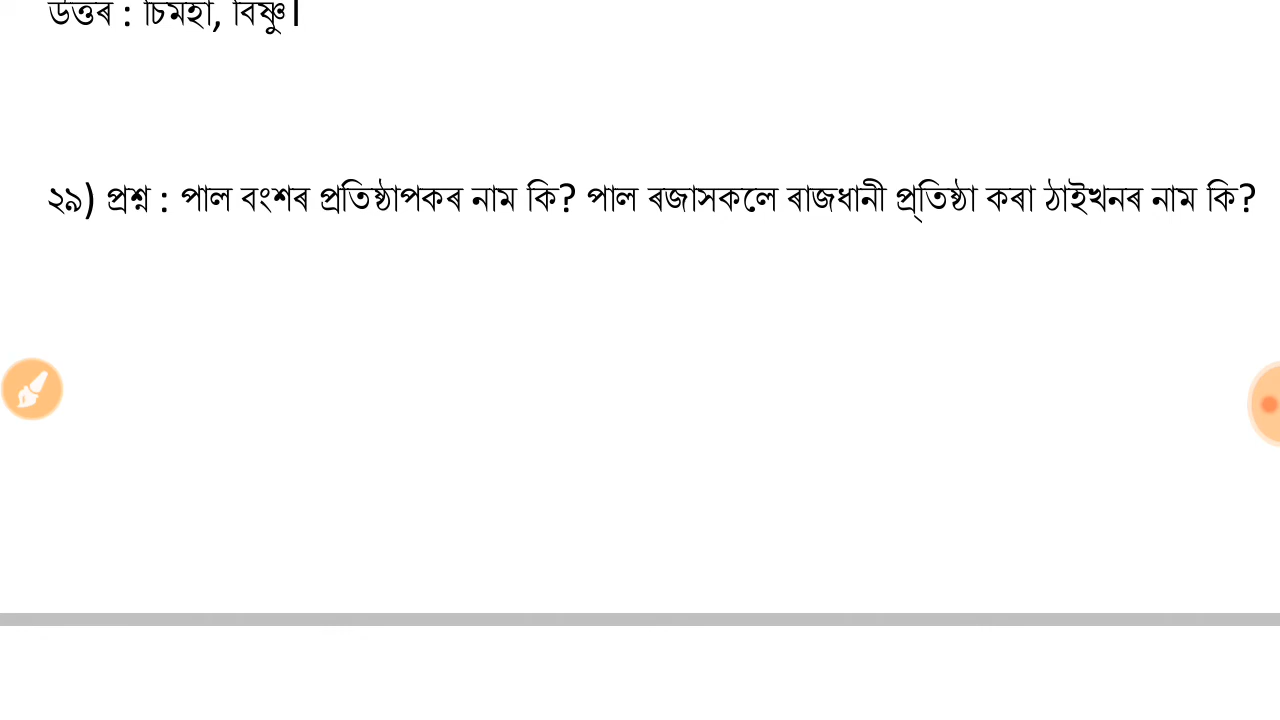 উত্তৰ : চিমহা, বিষ্ণু।
২৯) প্ৰশ্ন : পাল বংশৰ প্ৰতিষ্ঠাপকৰ নাম কি? পাল ৰজাসকলে ৰাজধানী প্ৰ্তিষ্ঠা কৰা ঠাইখনৰ নাম কি?